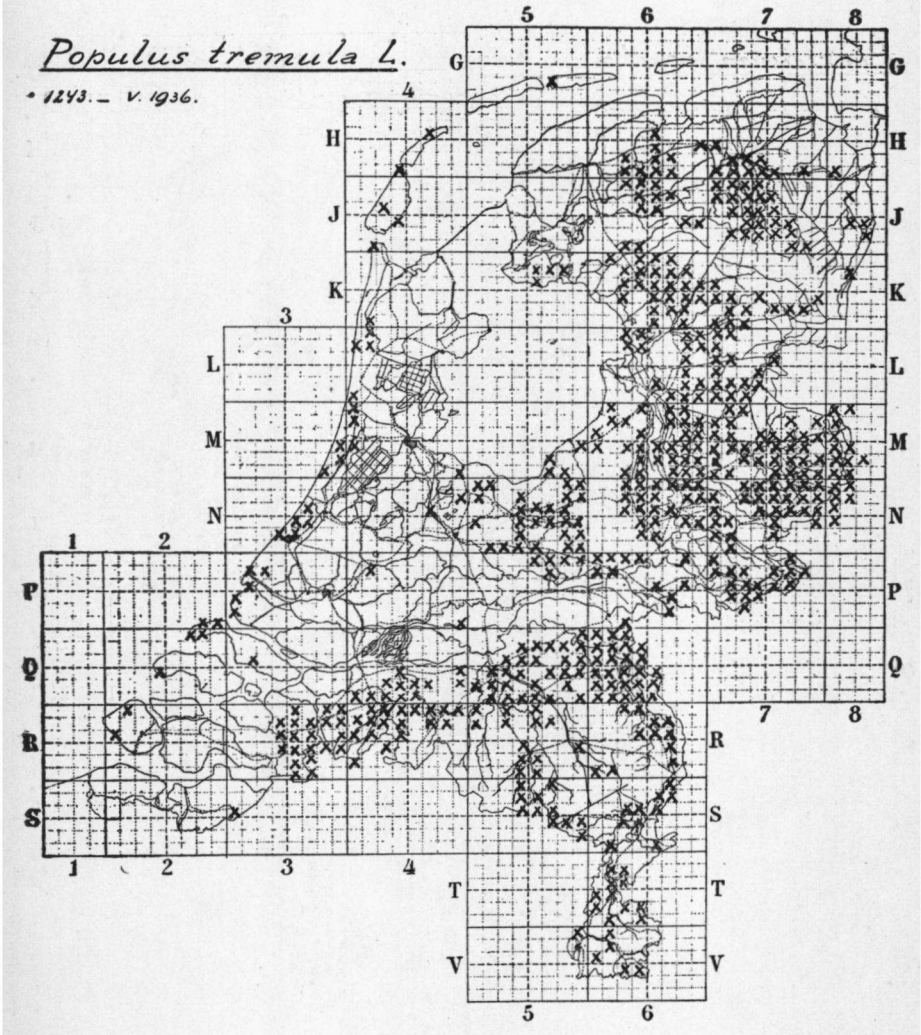 5 6 7 8
Populus tremula L.
G G
• 1243. – V. 1936.
4
H H
J J
K K
3
L L
M M
N N
1 2
P P
Q Q
7 8
R R
S S
1 2 3 4
T T
V V
5 6